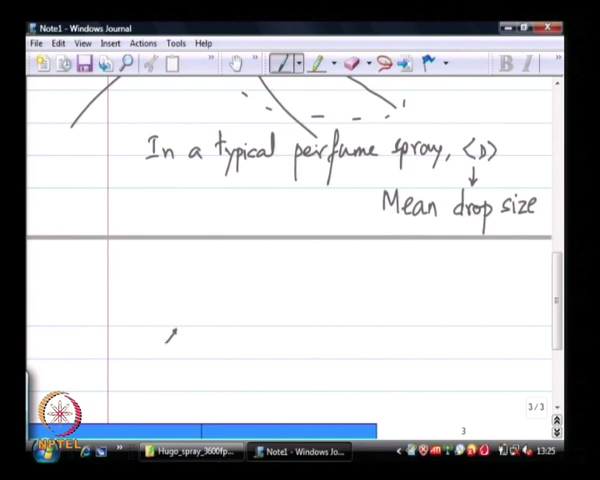 Note1 - Windows Journal
File Edit View Insert Actions Tools Help
In a typical perfume spray, <D>
↓
Mean drop size
3/3
3
NPTEL
Hugo_spray_3600fp...
Note1 - Windows Jo...
13:25